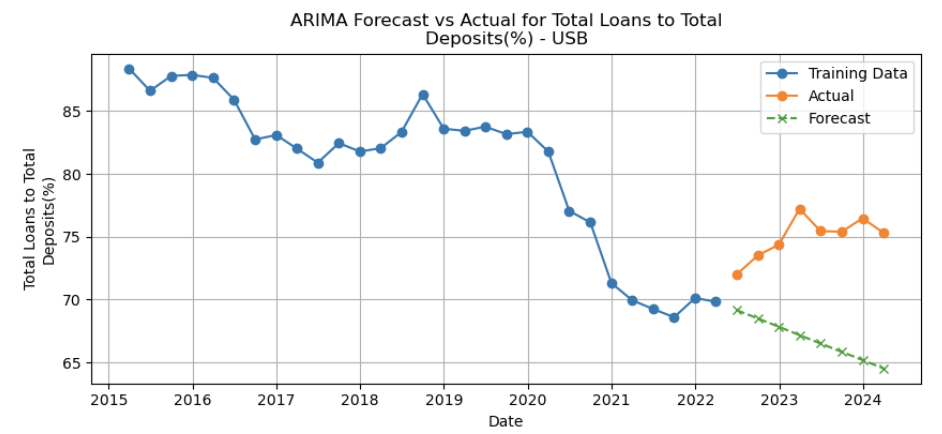 ARIMA Forecast vs Actual for Total Loans to Total
Deposits(%) - USB
Training Data
Actual
Forecast
Total Loans to Total
Deposits(%)
85
80
75
70
65
2015 2016 2017 2018 2019 2020 2021 2022 2023 2024
Date